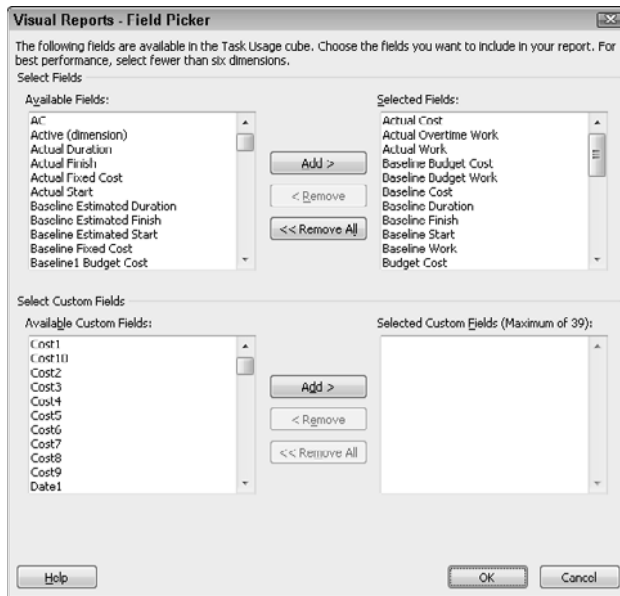 Visual Reports - Field Picker
The following fields are available in the Task Usage cube. Choose the fields you want to include in your report. For
best performance, select fewer than six dimensions.
Select Fields
Available Fields:
AC
Active (dimension)
Actual Duration
Actual Finish
Actual Fixed Cost
Actual Start
Baseline Estimated Duration
Baseline Estimated Finish
Baseline Estimated Start
Baseline Fixed Cost
Baseline1 Budget Cost
Add >
< Remove
<< Remove All
Selected Fields:
Actual Cost
Actual Overtime Work
Actual Work
Baseline Budget Cost
Baseline Budget Work
Baseline Cost
Baseline Duration
Baseline Finish
Baseline Start
Baseline Work
Budget Cost
Select Custom Fields
Available Custom Fields:
Cost1
Cost10
Cost2
Cost3
Cost4
Cost5
Cost6
Cost7
Cost8
Cost9
Date1
Add >
< Remove
<< Remove All
Selected Custom Fields (Maximum of 39):
Help
OK
Cancel